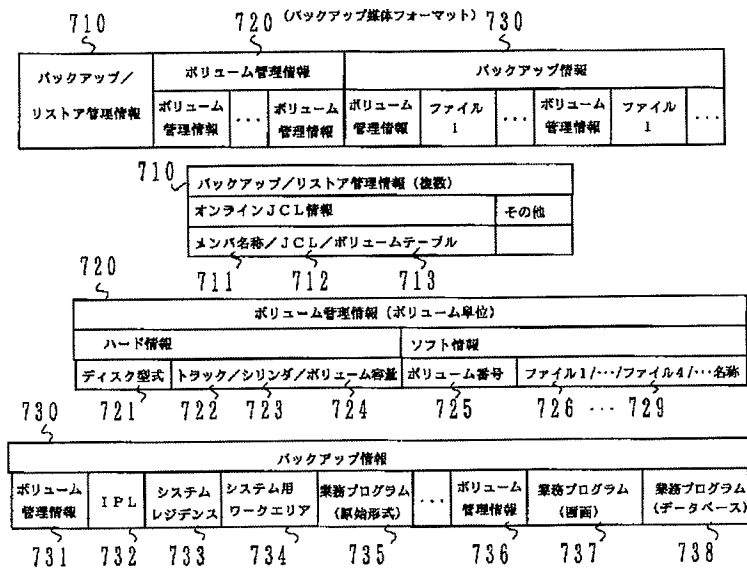 710
720
(バックアップ媒体フォーマット)
730
バックアップ/
リストア管理情報
ボリューム管理情報
ボリューム
管理情報
...
ボリューム
管理情報
バックアップ情報
ボリューム
管理情報
ファイル
1
...
ボリューム
管理情報
ファイル
1
...
710
バックアップ/リストア管理情報(複数)
オンラインJCL情報
その他
メンバ名称/JCL/ボリュームテーブル
711
712
713
720
ボリューム管理情報(ボリューム単位)
ハード情報
ソフト情報
ディスク型式
トラック/シリンダ/ボリューム容量
ボリューム番号
ファイル1/…/ファイル4/…名称
721
722
723
724
725
726 ... 729
730
バックアップ情報
ボリューム
管理情報
IPL
システム
レジデンス
システム用
ワークエリア
業務プログラム
(原始形式)
...
ボリューム
管理情報
業務プログラム
(画面)
業務プログラム
(データベース)
731
732
733
734
735
736
737
738